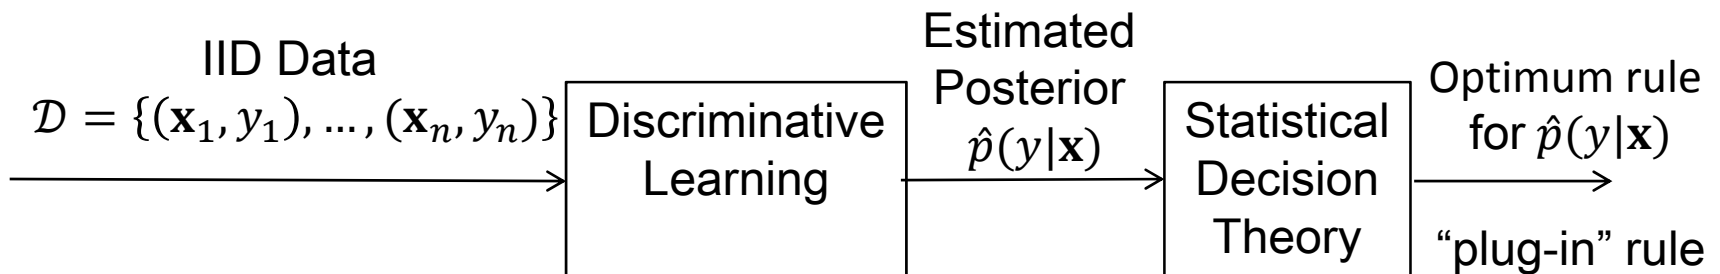 IID Data
𝒟 = {(𝐱₁, y₁), …, (𝐱ₙ, yₙ)}
Discriminative
Learning
Estimated
Posterior
p̂(y|𝐱)
Statistical
Decision
Theory
Optimum rule
for p̂(y|𝐱)
“plug-in” rule